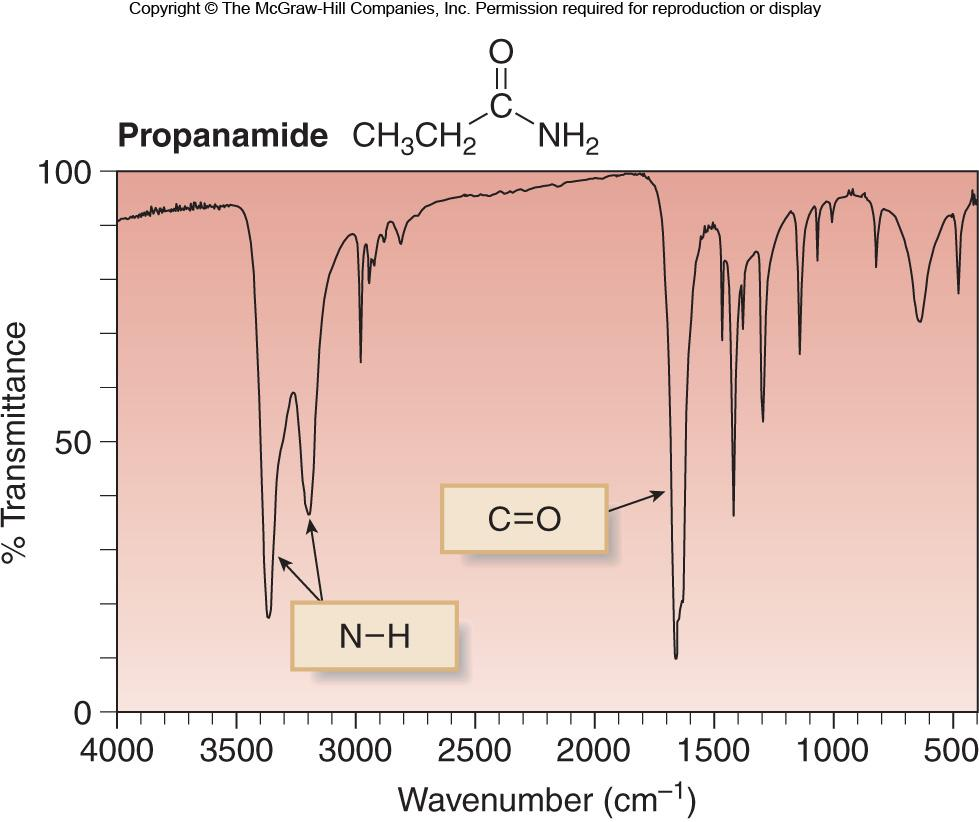 Copyright © The McGraw-Hill Companies, Inc. Permission required for reproduction or display
O
C
Propanamide CH₃CH₂ NH₂
100
50
0
% Transmittance
C=O
N–H
4000 3500 3000 2500 2000 1500 1000 500
Wavenumber (cm⁻¹)